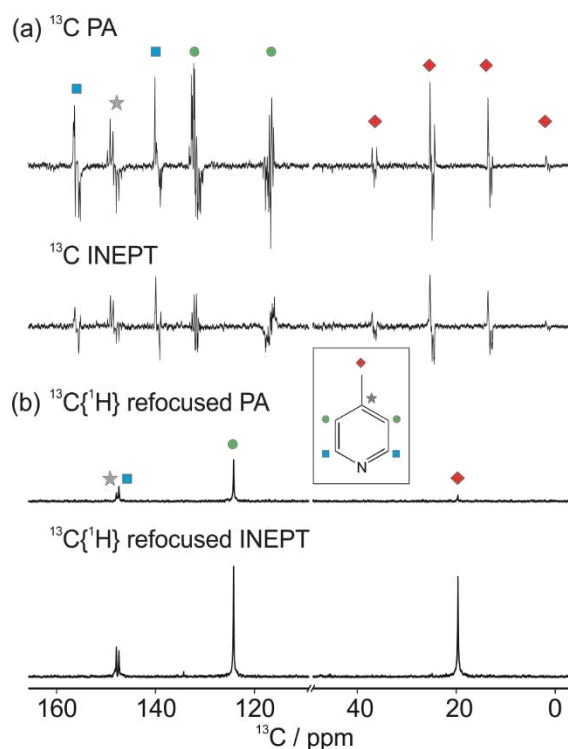 (a) ¹³C PA
¹³C INEPT
(b) ¹³C{¹H} refocused PA
N
¹³C{¹H} refocused INEPT
160 140 120 60 40 20 0
¹³C / ppm